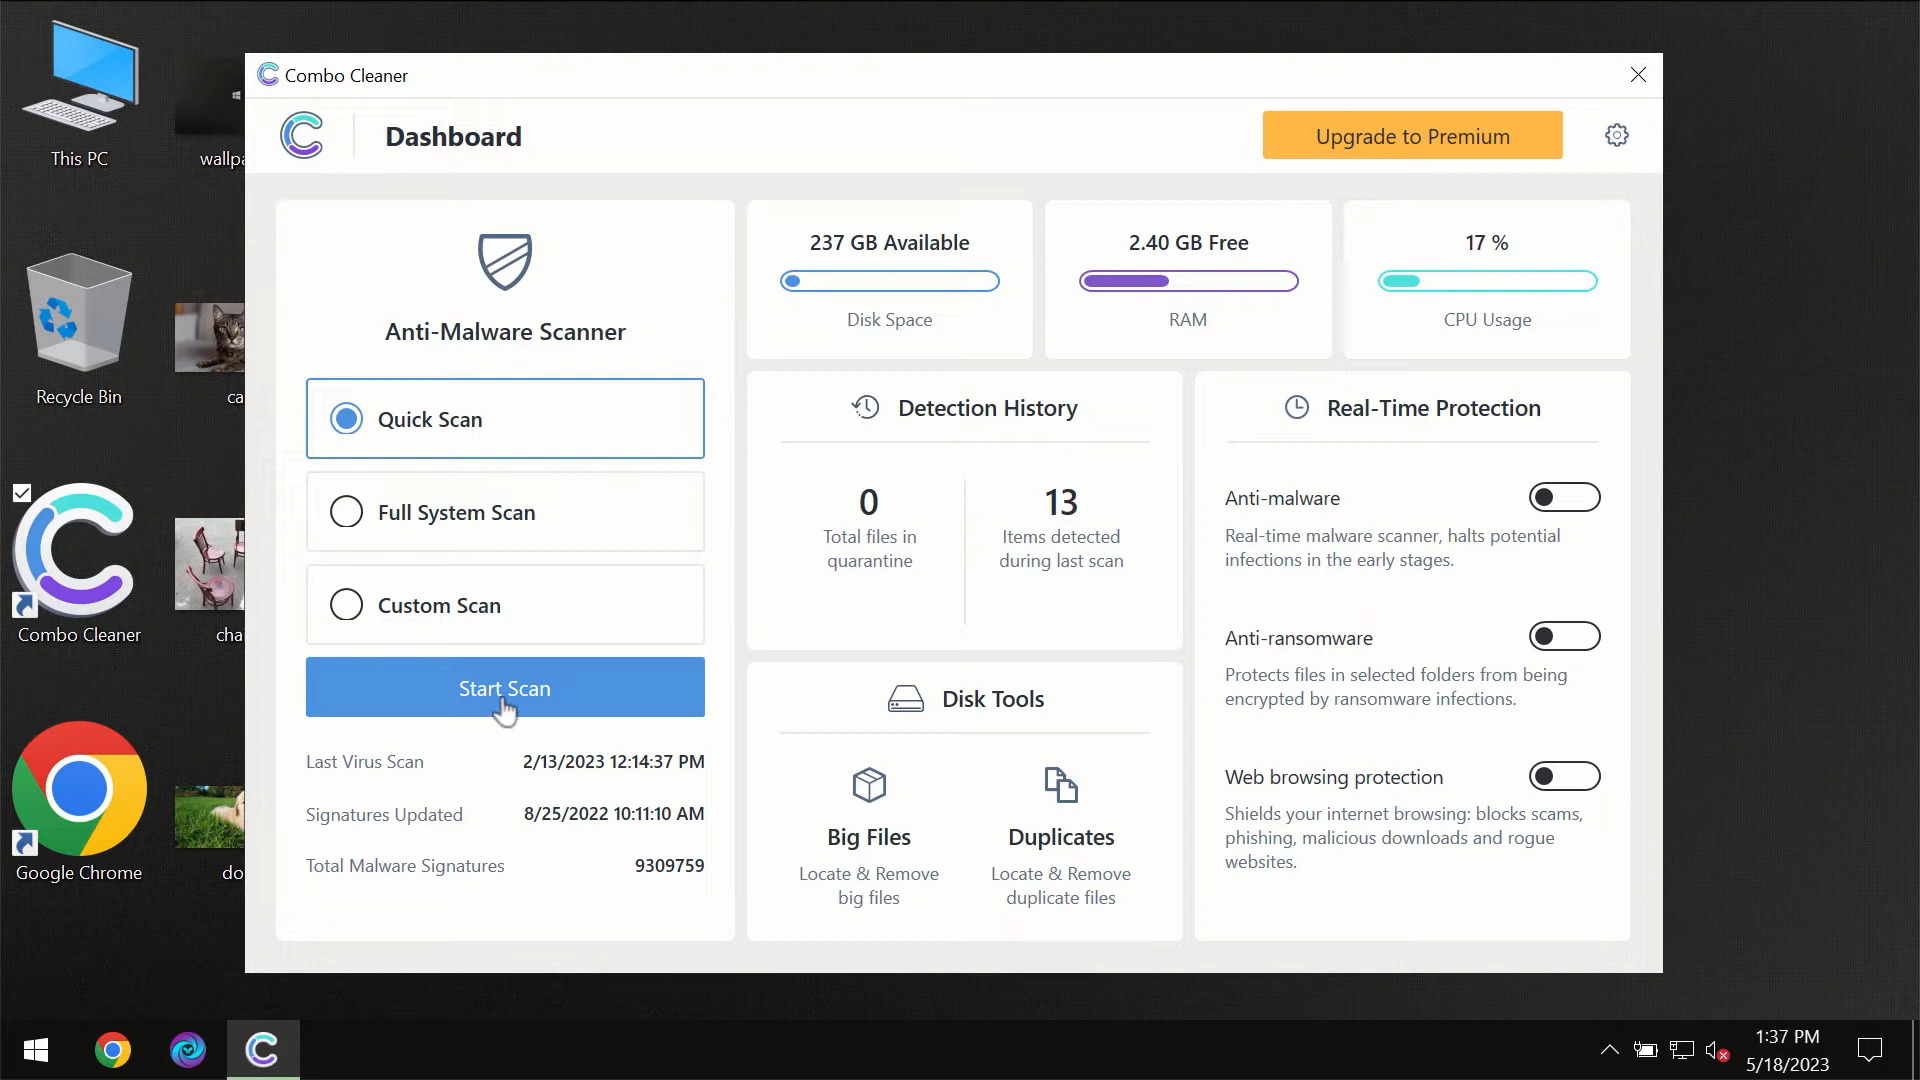 This PC
wallpa
Recycle Bin
ca
Combo Cleaner
chai
Google Chrome
do
Combo Cleaner
Dashboard
Upgrade to Premium
Anti-Malware Scanner
Quick Scan
Full System Scan
Custom Scan
Start Scan
Last Virus Scan 2/13/2023 12:14:37 PM
Signatures Updated 8/25/2022 10:11:10 AM
Total Malware Signatures 9309759
237 GB Available
Disk Space
2.40 GB Free
RAM
17 %
CPU Usage
Detection History
0
Total files in
quarantine
13
Items detected
during last scan
Disk Tools
Big Files
Locate & Remove
big files
Duplicates
Locate & Remove
duplicate files
Real-Time Protection
Anti-malware
Real-time malware scanner, halts potential
infections in the early stages.
Anti-ransomware
Protects files in selected folders from being
encrypted by ransomware infections.
Web browsing protection
Shields your internet browsing: blocks scams,
phishing, malicious downloads and rogue
websites.
1:37 PM
5/18/2023